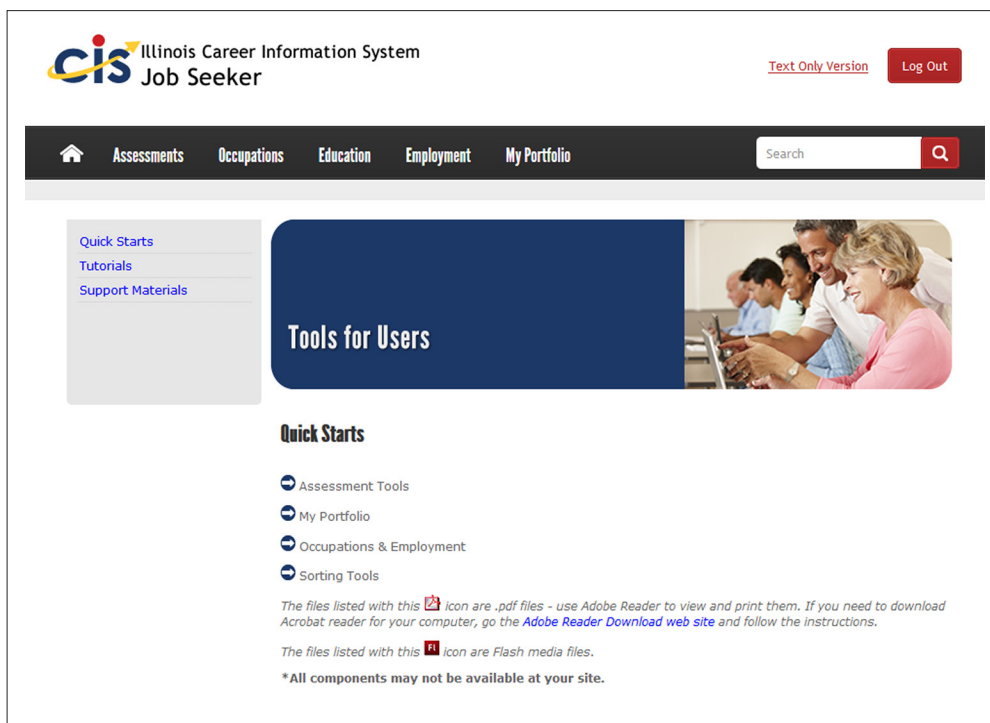 cis Illinois Career Information System
Job Seeker
Text Only Version
Log Out
Assessments Occupations Education Employment My Portfolio
Search
Quick Starts
Tutorials
Support Materials
Tools for Users
Quick Starts
Assessment Tools
My Portfolio
Occupations & Employment
Sorting Tools
The files listed with this icon are .pdf files - use Adobe Reader to view and print them. If you need to download
Acrobat reader for your computer, go the Adobe Reader Download web site and follow the instructions.
The files listed with this FL icon are Flash media files.
*All components may not be available at your site.